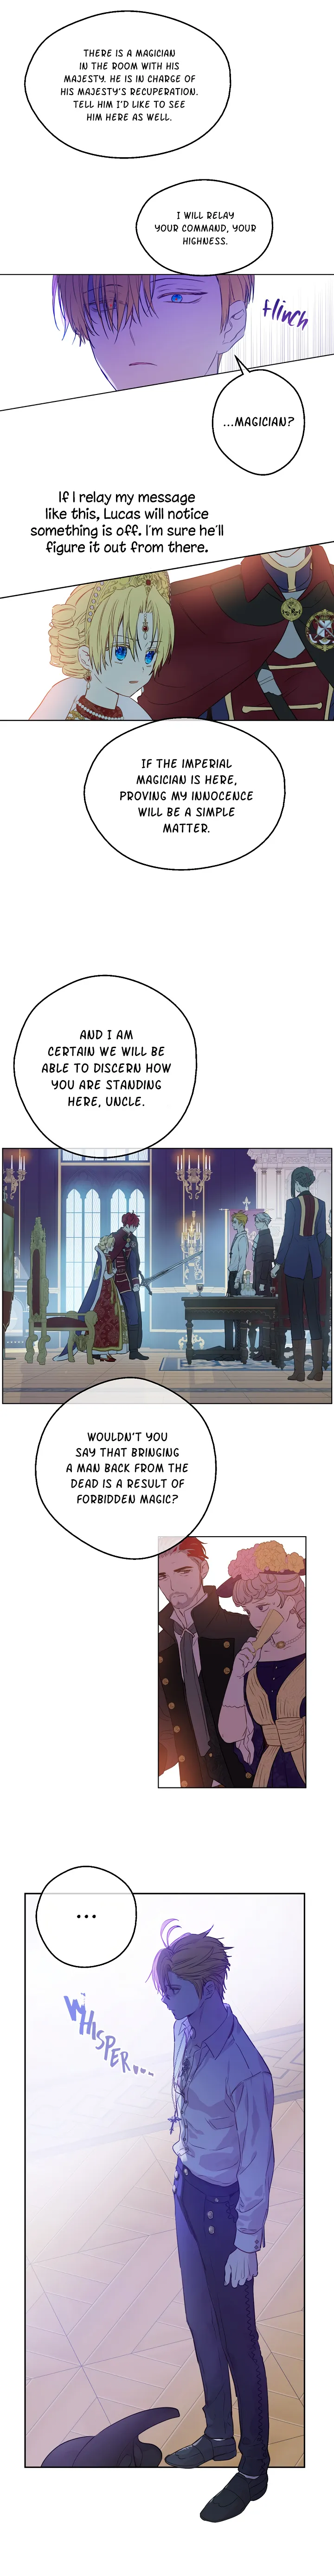 THERE IS A MAGICIAN
IN THE ROOM WITH HIS
MAJESTY. HE IS IN CHARGE OF
HIS MAJESTY'S RECUPERATION.
TELL HIM I'D LIKE TO SEE
HIM HERE AS WELL.
I WILL RELAY
YOUR COMMAND, YOUR
HIGHNESS.
flinch
...MAGICIAN?
If I relay my message
like this, Lucas will notice
something is off. I'm sure he'll
figure it out from there.
IF THE IMPERIAL
MAGICIAN IS HERE,
PROVING MY INNOCENCE
WILL BE A SIMPLE
MATTER.
AND I AM
CERTAIN WE WILL BE
ABLE TO DISCERN HOW
YOU ARE STANDING
HERE, UNCLE.
WOULDN'T YOU
SAY THAT BRINGING
A MAN BACK FROM THE
DEAD IS A RESULT OF
FORBIDDEN MAGIC?
...
WHISPER...